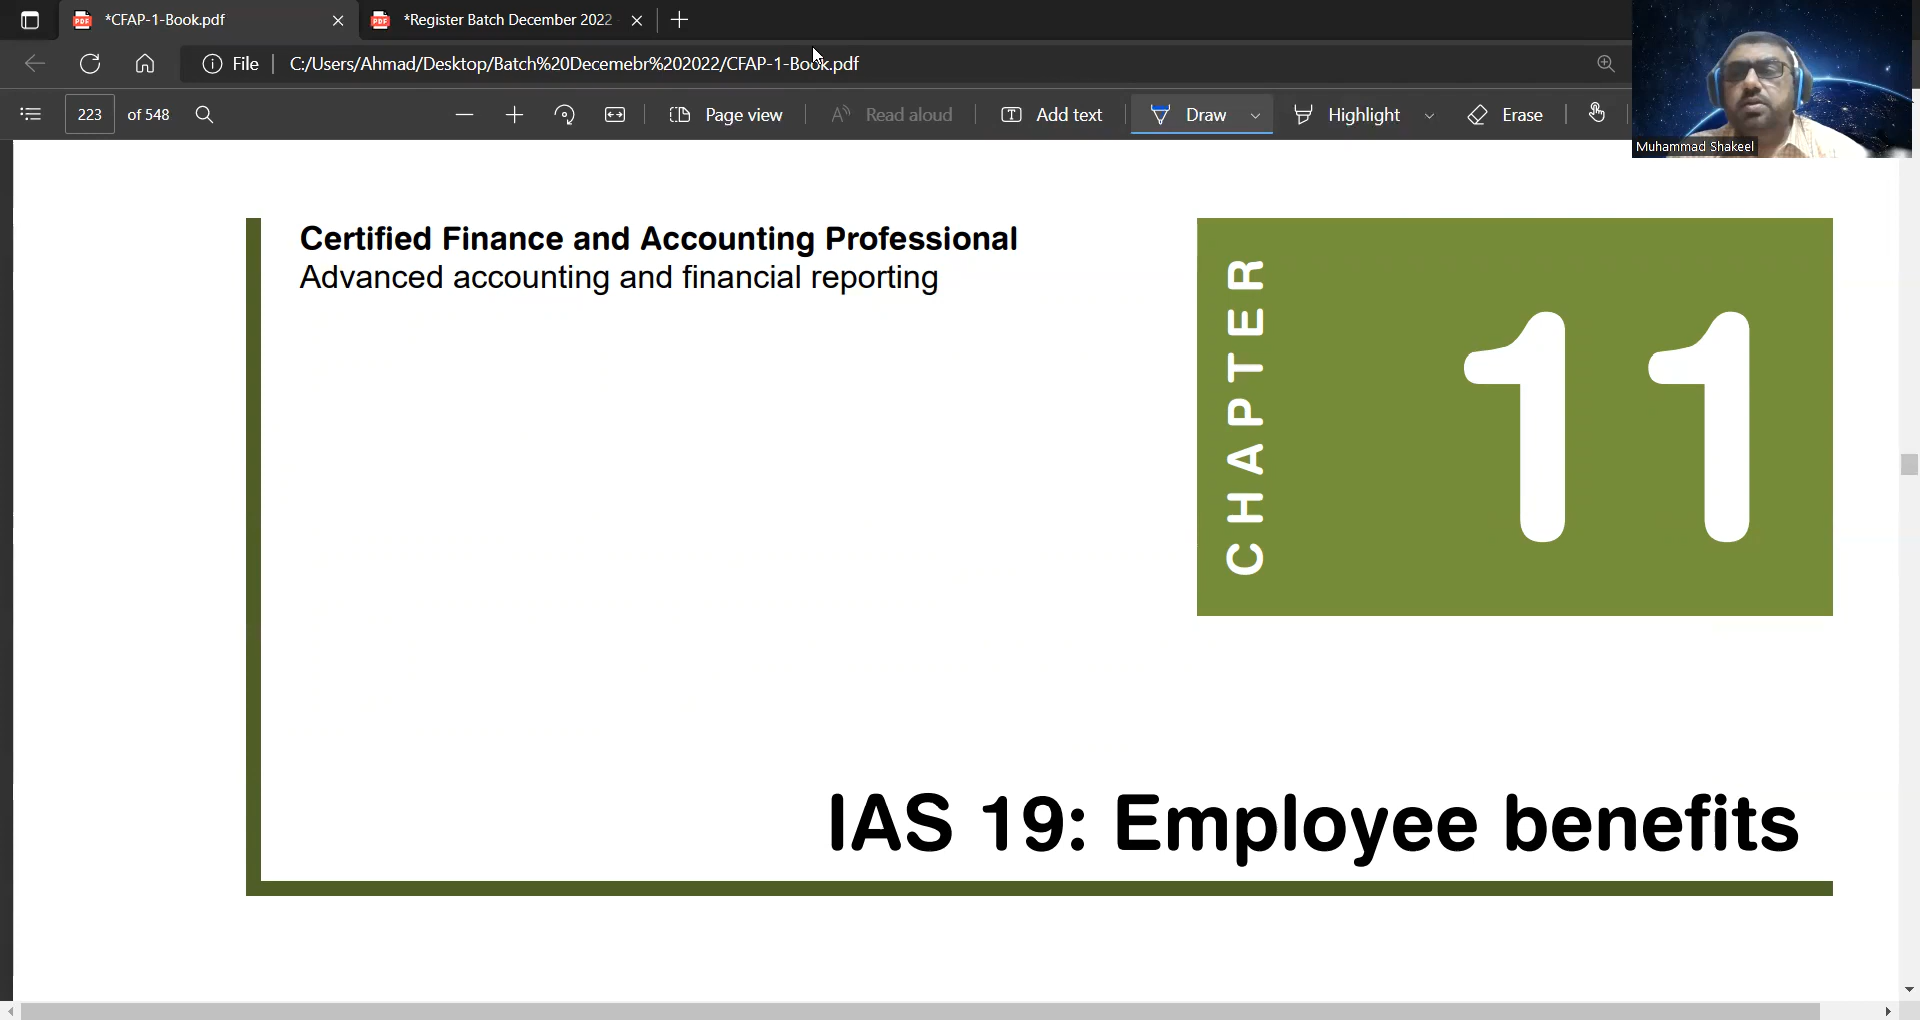 *CFAP-1-Book.pdf
*Register Batch December 2022
File
C:/Users/Ahmad/Desktop/Batch%20Decemebr%202022/CFAP-1-Book.pdf
223 of 548
Page view
Read aloud
Add text
Draw
Highlight
Erase
Muhammad Shakeel
Certified Finance and Accounting Professional
Advanced accounting and financial reporting
CHAPTER
11
IAS 19: Employee benefits